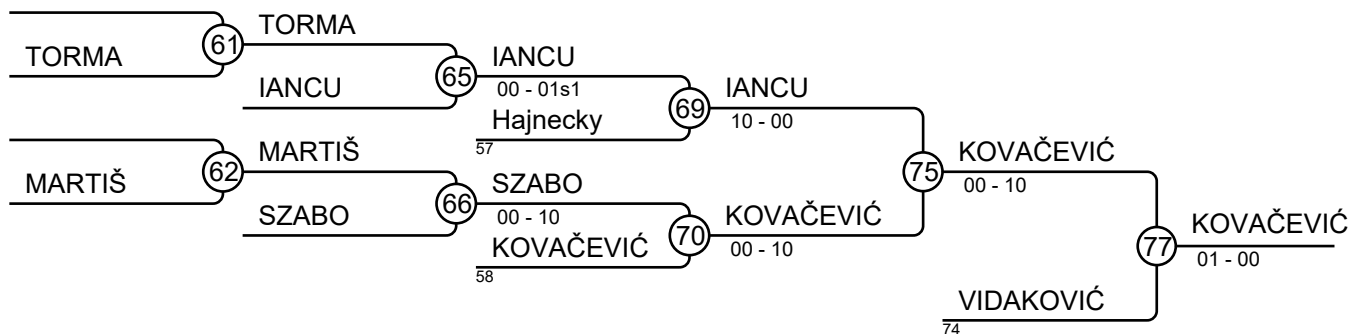 TORMA
61
TORMA
IANCU
65
IANCU
00 - 01s1
Hajnecky
57
69
IANCU
10 - 00
MARTIŠ
62
MARTIŠ
SZABO
66
SZABO
00 - 10
KOVAČEVIĆ
58
70
KOVAČEVIĆ
00 - 10
75
KOVAČEVIĆ
00 - 10
VIDAKOVIĆ
74
77
KOVAČEVIĆ
01 - 00